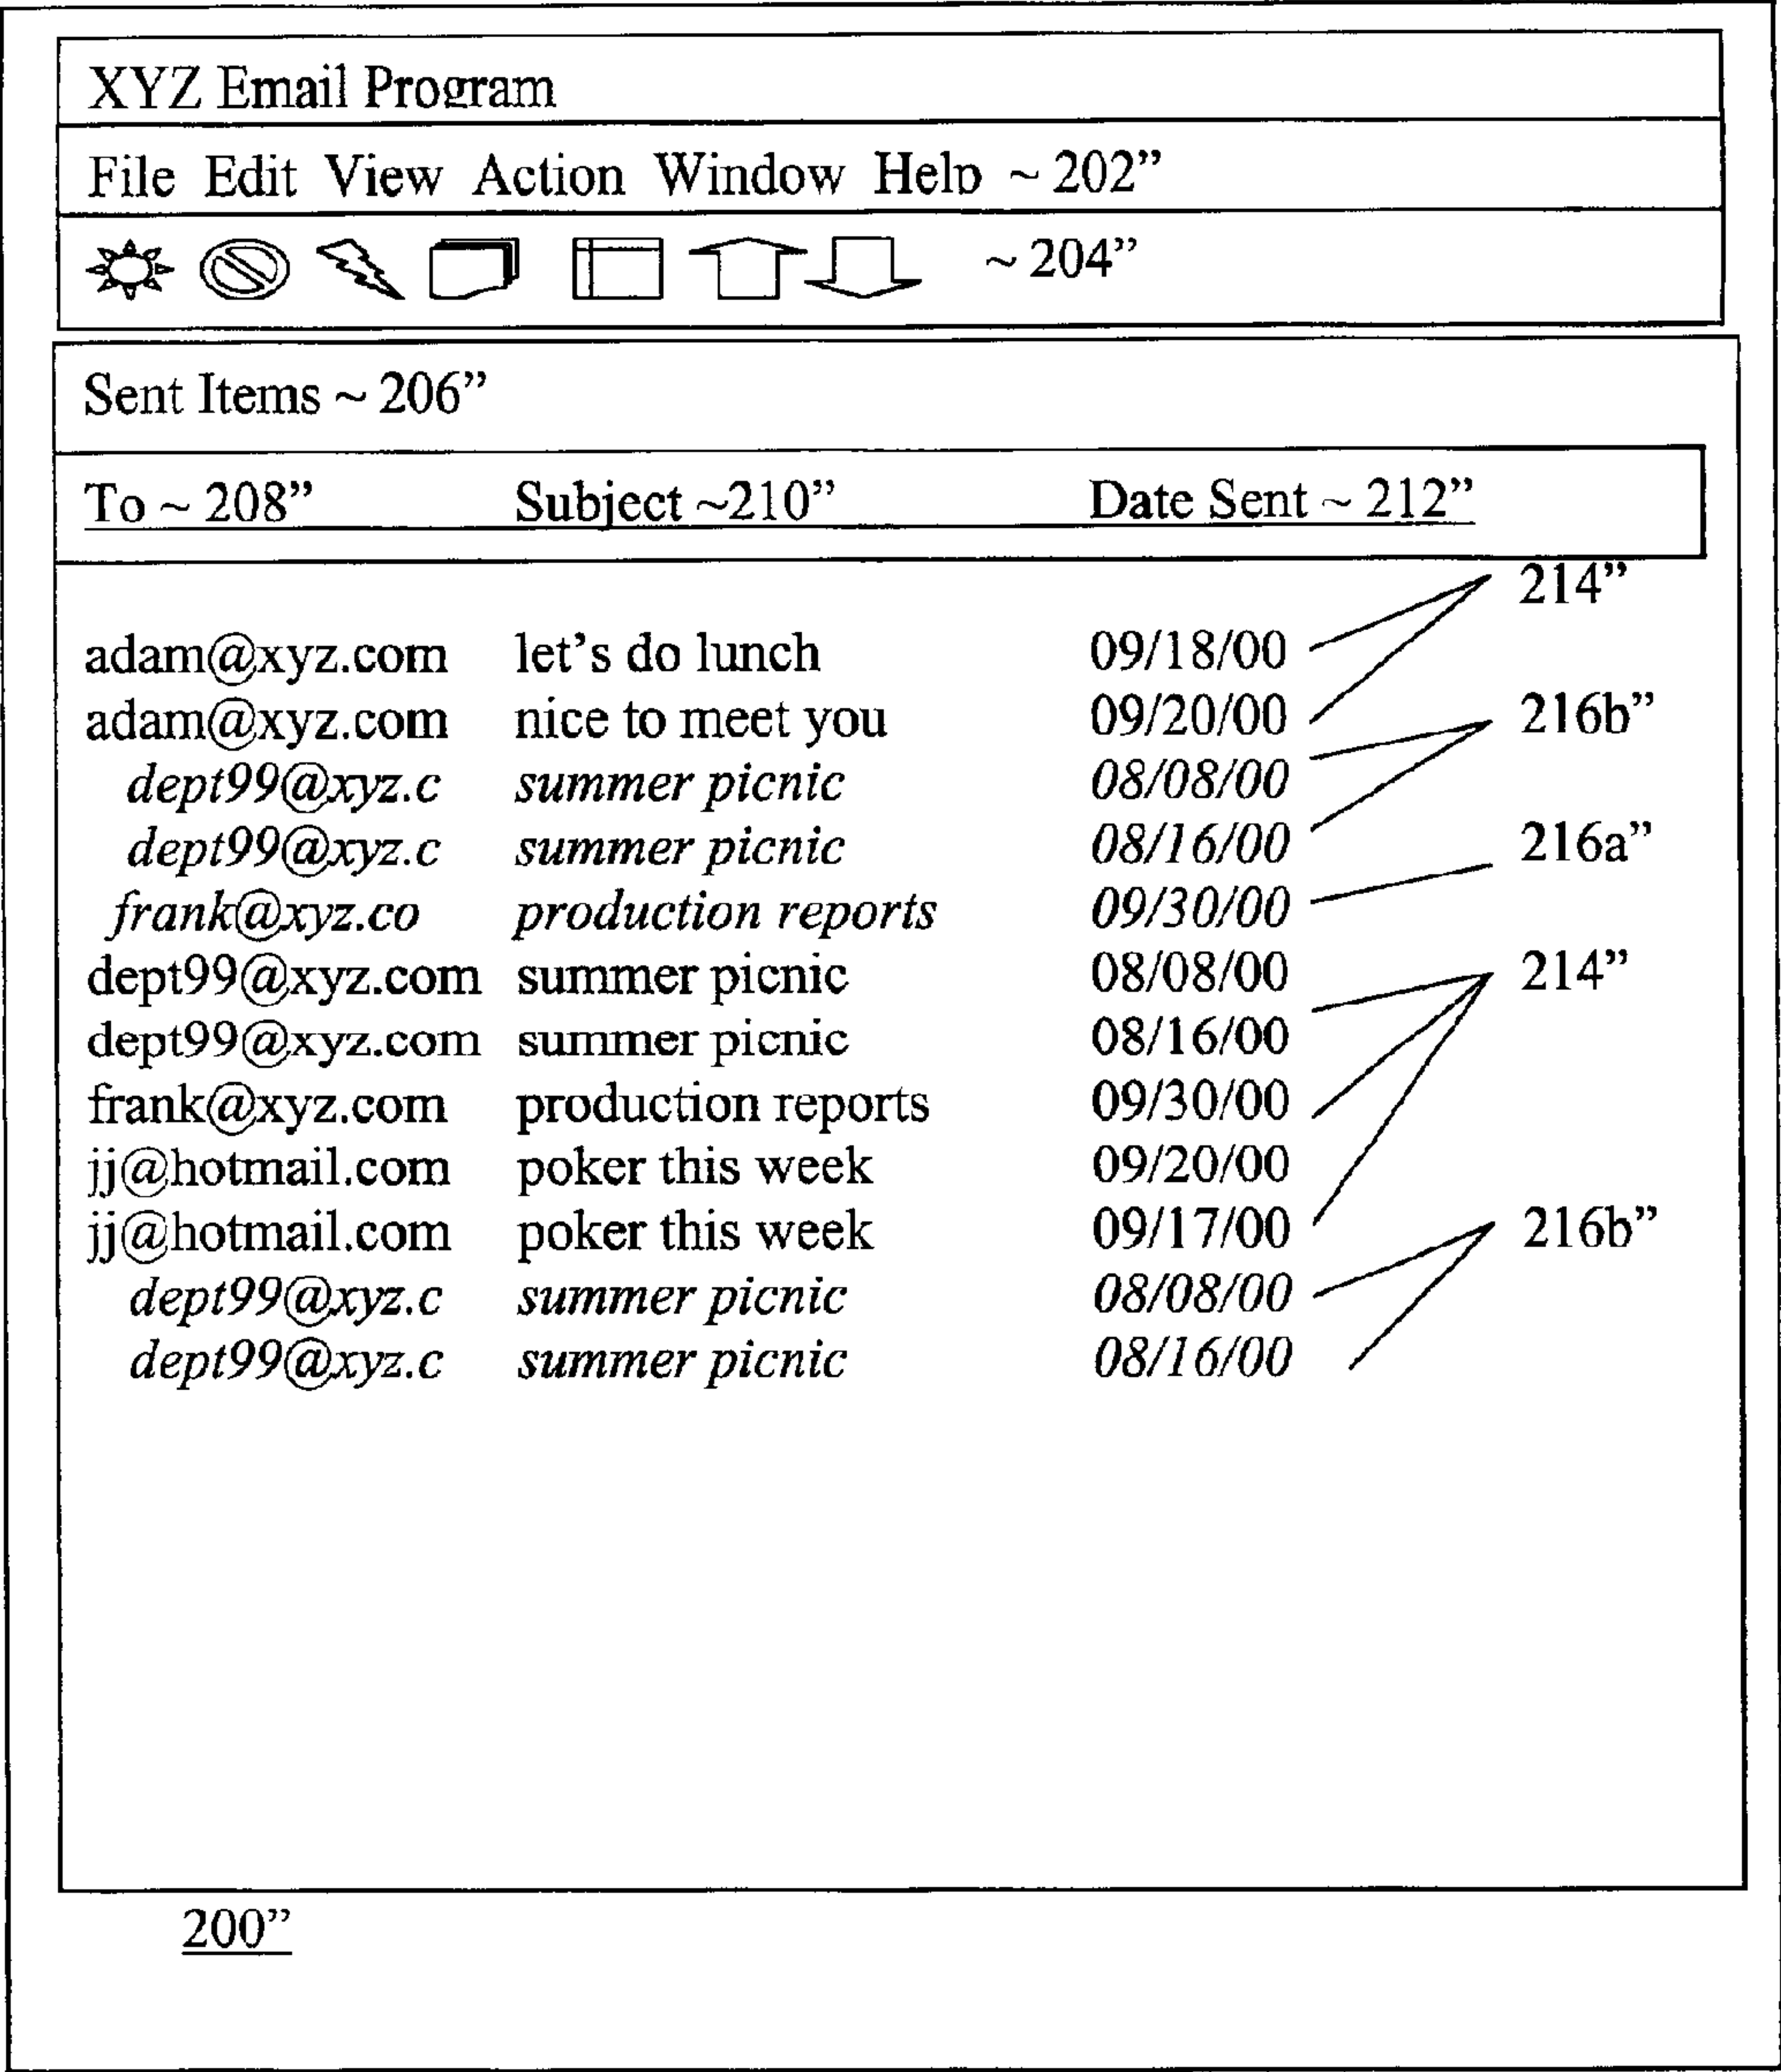 XYZ Email Program
File Edit View Action Window Help ~ 202”
~ 204”
Sent Items ~ 206”
To ~ 208” Subject ~210” Date Sent ~ 212”
214”
adam@xyz.com let’s do lunch 09/18/00
adam@xyz.com nice to meet you 09/20/00 216b”
dept99@xyz.c summer picnic 08/08/00
dept99@xyz.c summer picnic 08/16/00 216a”
frank@xyz.co production reports 09/30/00
dept99@xyz.com summer picnic 08/08/00 214”
dept99@xyz.com summer picnic 08/16/00
frank@xyz.com production reports 09/30/00
jj@hotmail.com poker this week 09/20/00
jj@hotmail.com poker this week 09/17/00 216b”
dept99@xyz.c summer picnic 08/08/00
dept99@xyz.c summer picnic 08/16/00
200”